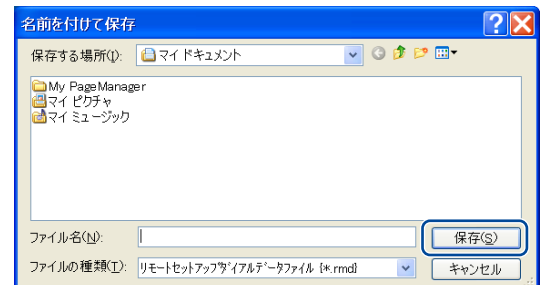 名前を付けて保存
保存する場所(I): マイ ドキュメント
My PageManager
マイ ピクチャ
マイ ミュージック
ファイル名(N): 保存(S)
ファイルの種類(T): ﾘﾓｰﾄｾｯﾄｱｯﾌﾟﾀﾞｲｱﾙﾃﾞｰﾀﾌｧｲﾙ [*.rmd] キャンセル